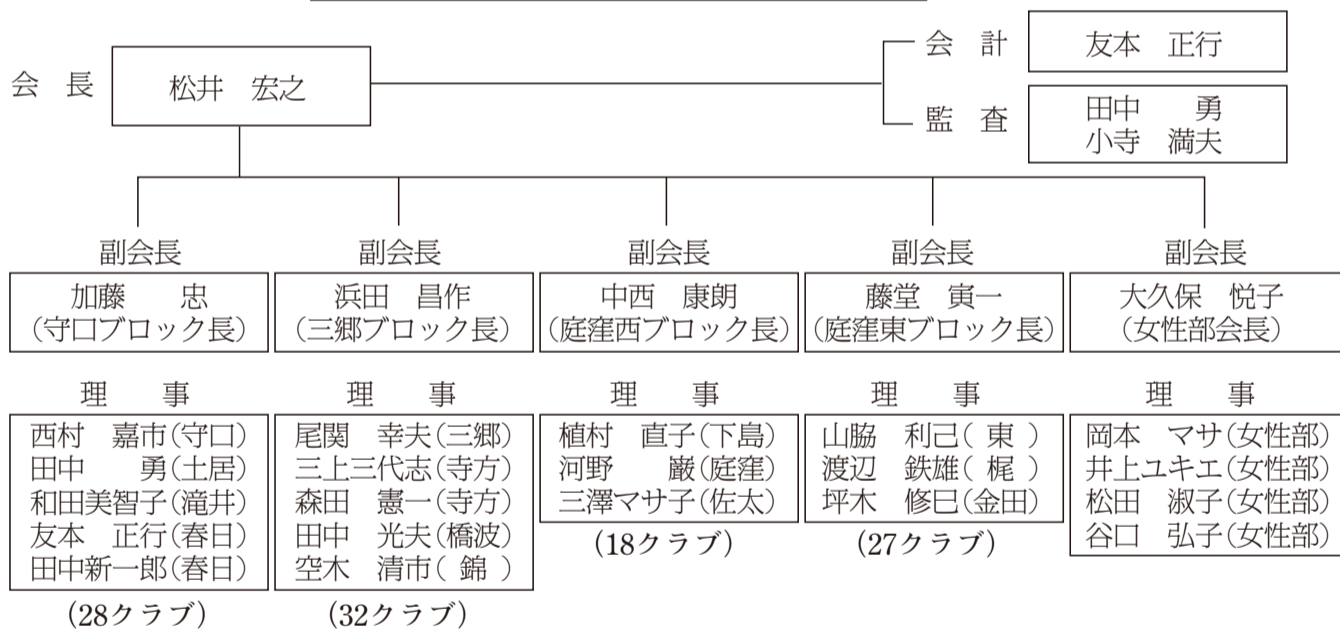 会　計
友本　正行
会　長
松井　宏之
監　査
田中　　勇
小寺　満夫
副会長
加藤　　忠
（守口ブロック長）
副会長
浜田　昌作
（三郷ブロック長）
副会長
中西　康朗
（庭窪西ブロック長）
副会長
藤堂　寅一
（庭窪東ブロック長）
副会長
大久保　悦子
（女性部会長）
理　　事
西村　嘉市(守口)
田中　　勇(土居)
和田美智子(滝井)
友本　正行(春日)
田中新一郎(春日)
(28クラブ)
理　　事
尾関　幸夫(三郷)
三上三代志(寺方)
森田　憲一(寺方)
田中　光夫(橋波)
空木　清市( 錦 )
(32クラブ)
理　　事
植村　直子(下島)
河野　　巌(庭窪)
三澤マサ子(佐太)
(18クラブ)
理　　事
山脇　利己( 東 )
渡辺　鉄雄( 梶 )
坪木　修巳(金田)
(27クラブ)
理　　事
岡本　マサ(女性部)
井上ユキエ(女性部)
松田　淑子(女性部)
谷口　弘子(女性部)